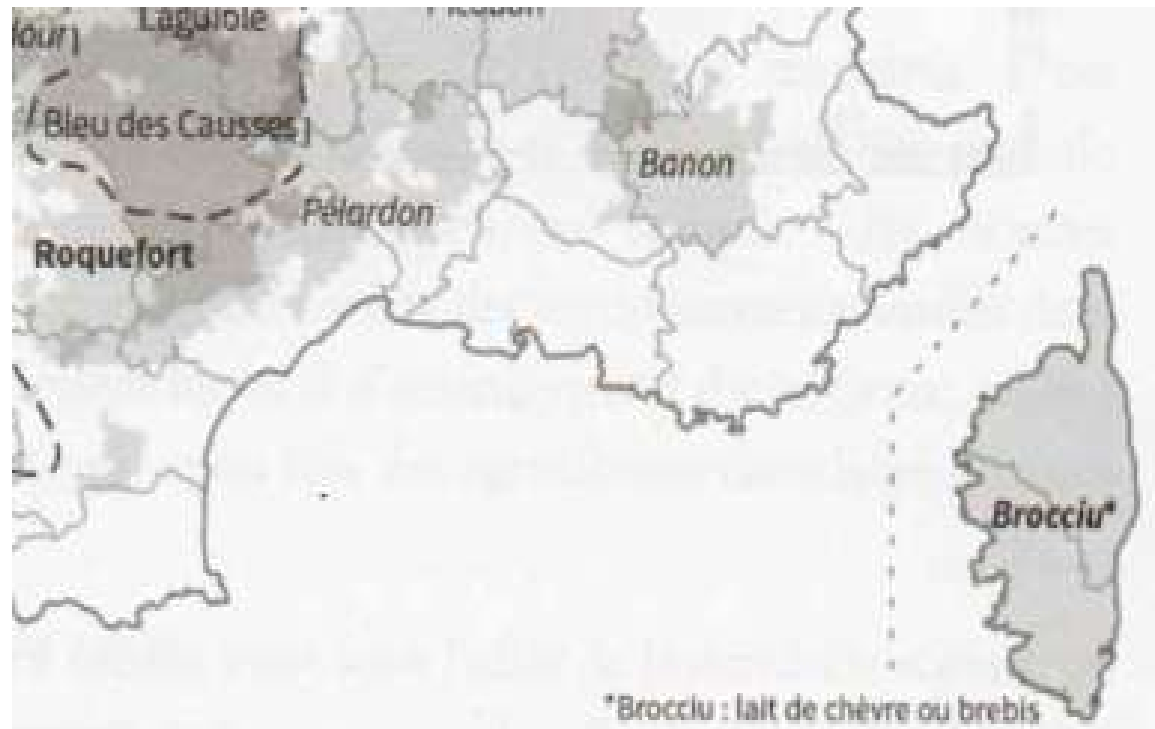 Laguiole
Bleu des Causses
Banon
Pélardon
Roquefort
Brocciu*
*Brocciu : lait de chèvre ou brebis